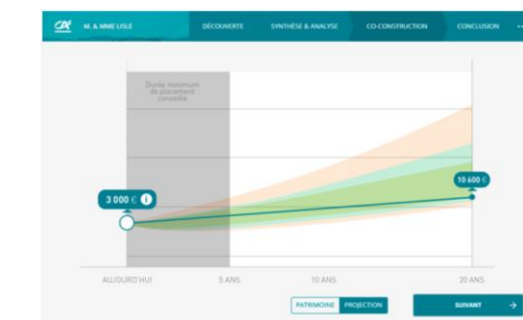 CA M. & MME LISLE DÉCOUVERTE SYNTHÈSE & ANALYSE CO-CONSTRUCTION CONCLUSION
Durée minimum
de placement
conseillé
10 600 €
3 000 € i
AUJOURD'HUI 5 ANS 10 ANS 20 ANS
PATRIMOINE PROJECTION SUIVANT →